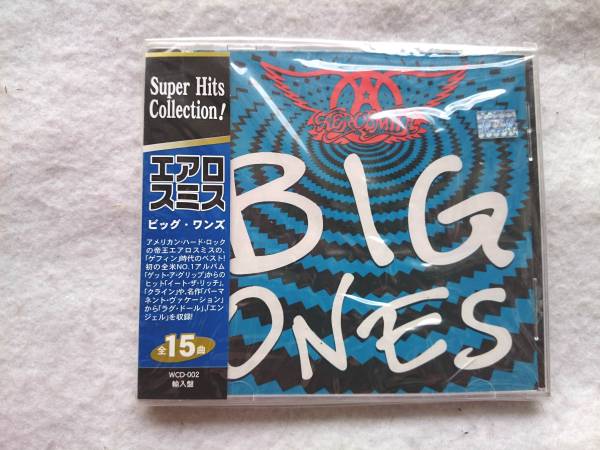 Super Hits
Collection!
エアロ
スミス
ビッグ・ワンズ
アメリカン・ハード・ロック
の帝王エアロスミスの、
「ゲフィン」時代のベスト!
初の全米NO.1アルバム
「ゲット・ア・グリップ」からの
ヒット「イート・ザ・リッチ」、
「クライン」や、名作「パーマ
ネント・ヴァケーション」
から「ラグ・ドール」、「エン
ジェル」を収録!
全15曲
WCD-002
輸入盤
AEROSMITH
BIG
ONES